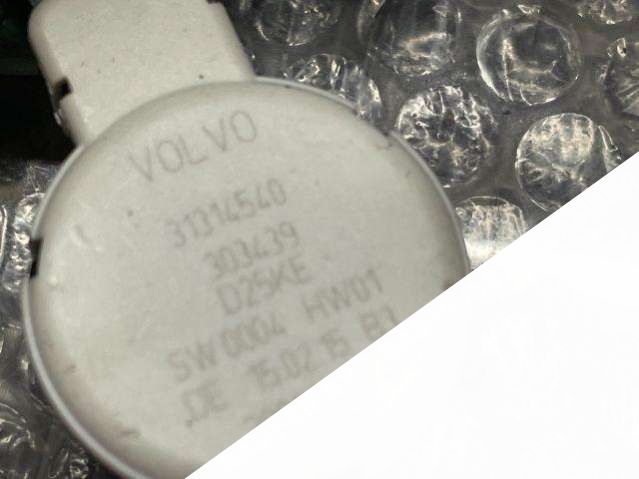 VOLVO
31314540
303439
D25KE
SW 0004 HW01
DE 15.02.15 B1